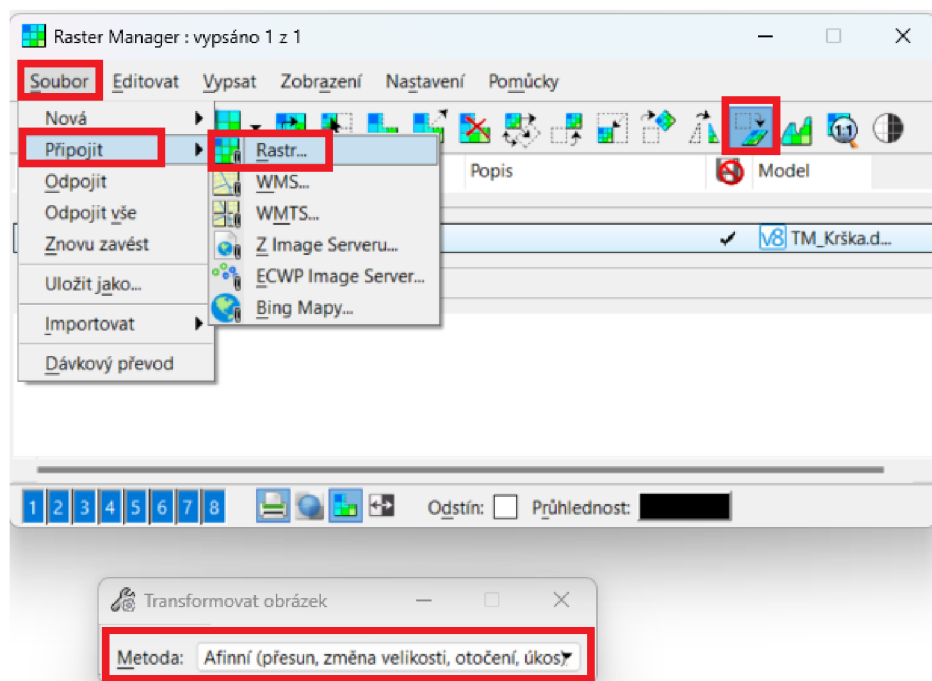 Raster Manager : vypsáno 1 z 1
Soubor Editovat Vypsat Zobrazení Nastavení Pomůcky
Nová
Připojit
Odpojit
Odpojit vše
Znovu zavést
Uložit jako...
Importovat
Dávkový převod
Rastr...
WMS...
WMTS...
Z Image Serveru...
ECWP Image Server...
Bing Mapy...
1:1
Popis Model
V8 TM_Krška.d...
1 2 3 4 5 6 7 8 Odstín: Průhlednost:
Transformovat obrázek
Metoda: Afinní (přesun, změna velikosti, otočení, úkos)